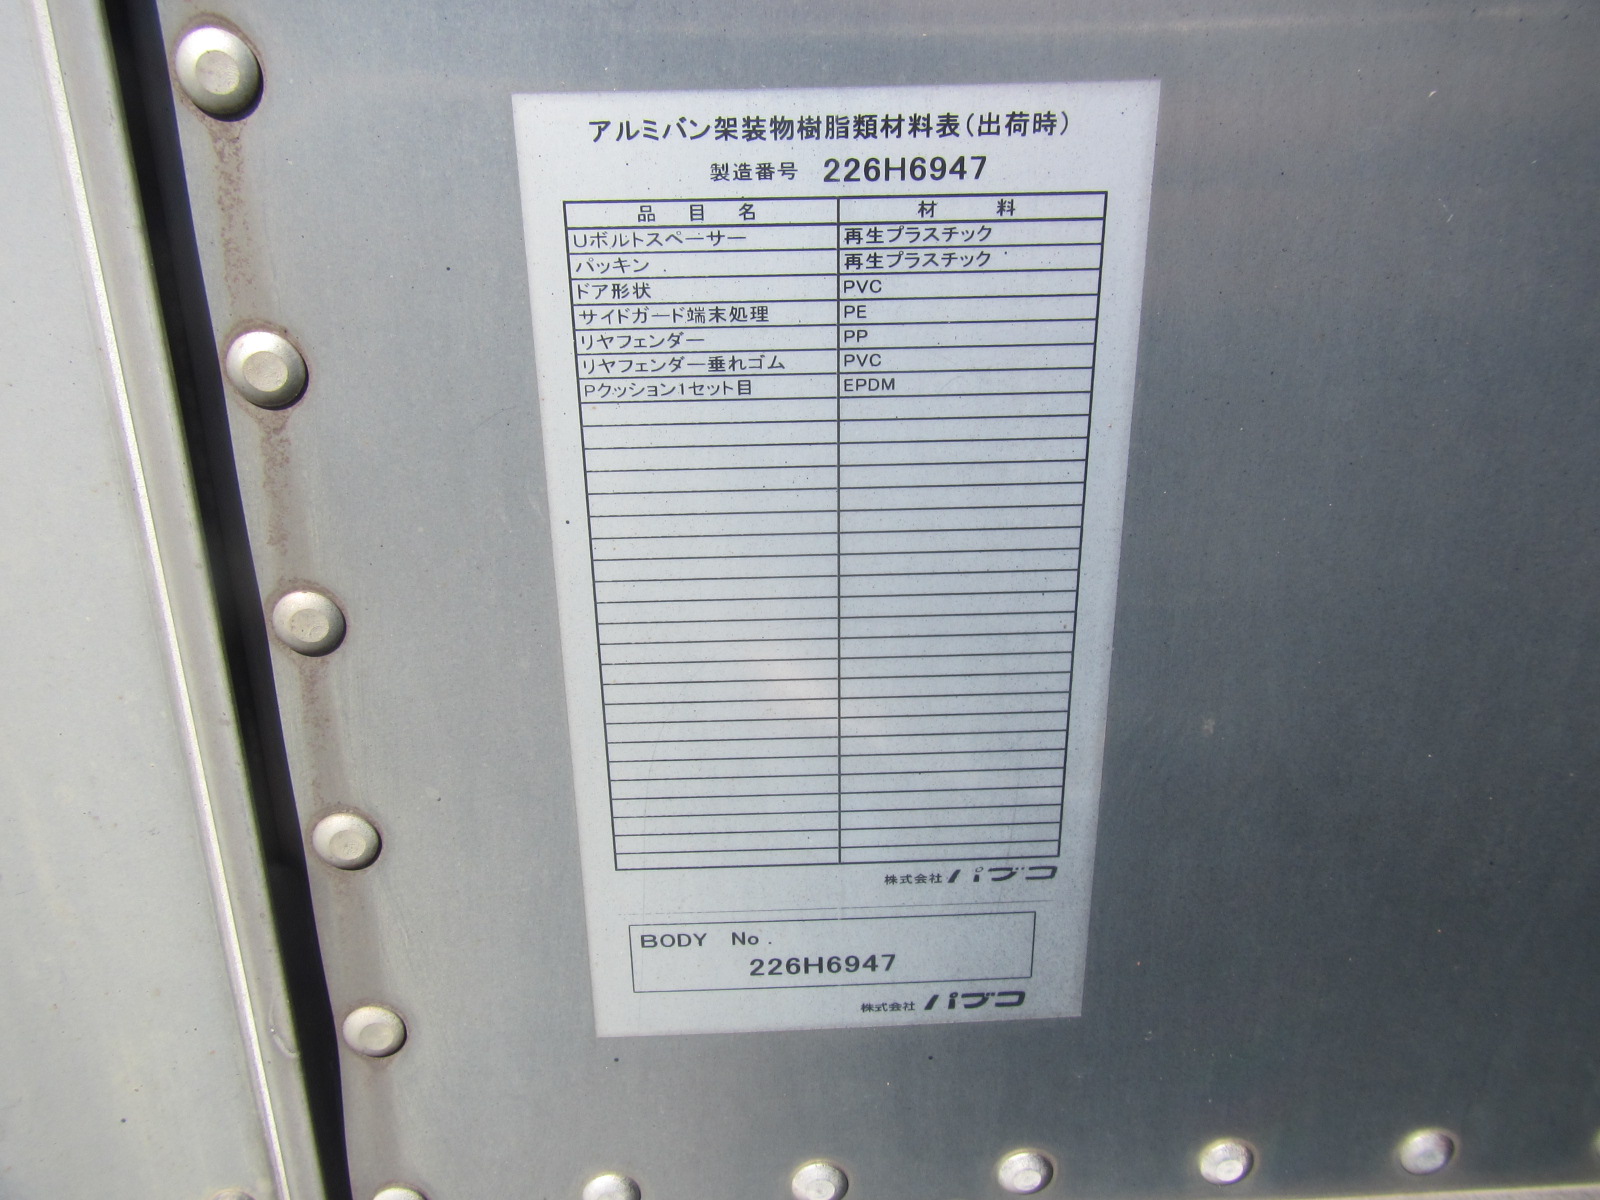 アルミバン架装物樹脂類材料表(出荷時)
製造番号 226H6947
品目名 材料
Uボルトスペーサー 再生プラスチック
パッキン 再生プラスチック
ドア形状 PVC
サイドガード端末処理 PE
リヤフェンダー PP
リヤフェンダー垂れゴム PVC
Pクッション1セット目 EPDM
株式会社パブコ
BODY No.
226H6947
株式会社パブコ